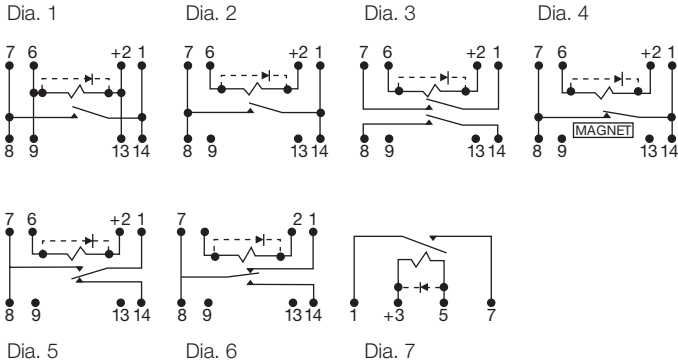 Dia. 1 Dia. 2 Dia. 3 Dia. 4
7 6 +2 1 7 6 +2 1 7 6 +2 1 7 6 +2 1
MAGNET
8 9 13 14 8 9 13 14 8 9 13 14 8 9 13 14
7 6 +2 1 7 2 1
8 9 13 14 8 9 13 14 1 +3 5 7
Dia. 5 Dia. 6 Dia. 7